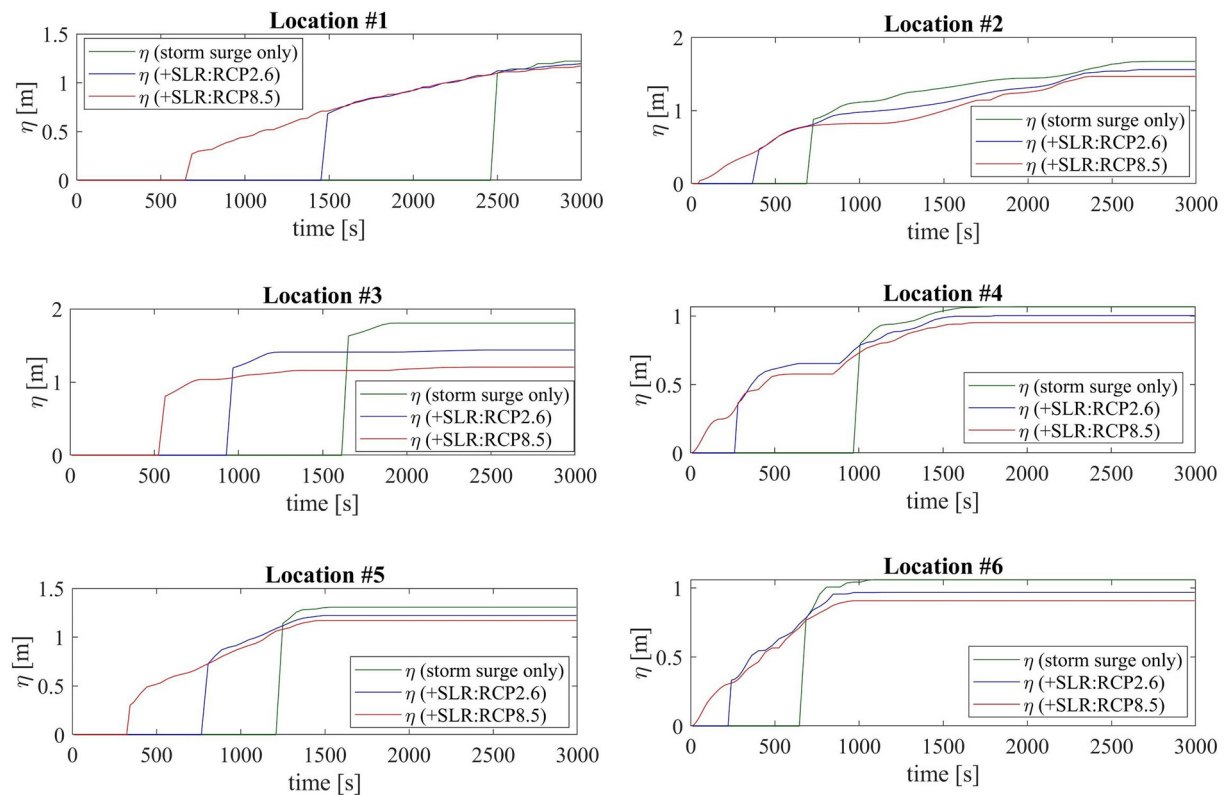 Location #1
1.5
1
0.5
0
η [m]
η (storm surge only)
η (+SLR:RCP2.6)
η (+SLR:RCP8.5)
0 500 1000 1500 2000 2500 3000
time [s]
Location #2
2
1
0
η [m]
η (storm surge only)
η (+SLR:RCP2.6)
η (+SLR:RCP8.5)
0 500 1000 1500 2000 2500 3000
time [s]
Location #3
2
1
0
η [m]
η (storm surge only)
η (+SLR:RCP2.6)
η (+SLR:RCP8.5)
0 500 1000 1500 2000 2500 3000
time [s]
Location #4
1
0.5
0
η [m]
η (storm surge only)
η (+SLR:RCP2.6)
η (+SLR:RCP8.5)
0 500 1000 1500 2000 2500 3000
time [s]
Location #5
1.5
1
0.5
0
η [m]
η (storm surge only)
η (+SLR:RCP2.6)
η (+SLR:RCP8.5)
0 500 1000 1500 2000 2500 3000
time [s]
Location #6
1
0.5
0
η [m]
η (storm surge only)
η (+SLR:RCP2.6)
η (+SLR:RCP8.5)
0 500 1000 1500 2000 2500 3000
time [s]